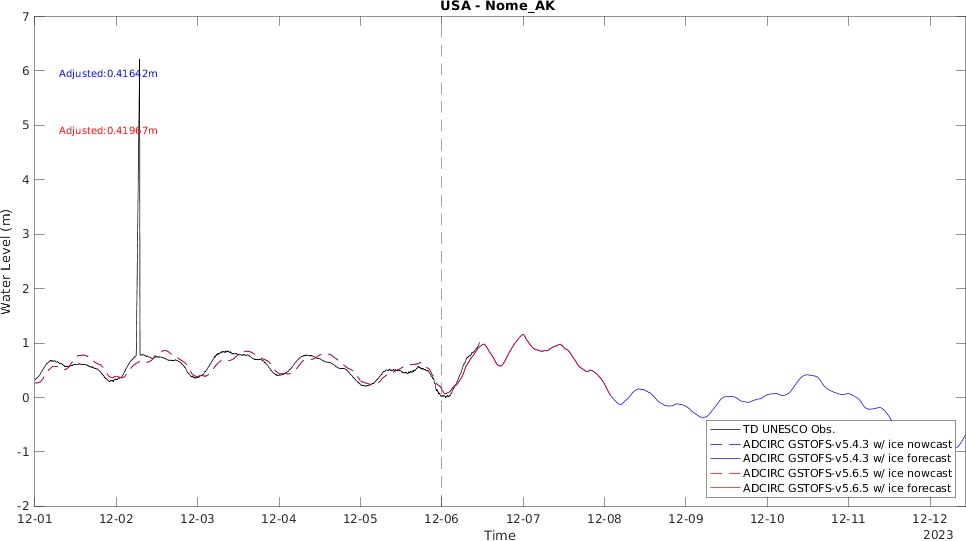 USA - Nome_AK
7
6
5
4
3
2
1
0
-1
-2
Water Level (m)
Adjusted:0.41642m
Adjusted:0.41967m
TD UNESCO Obs.
ADCIRC GSTOFS-v5.4.3 w/ ice nowcast
ADCIRC GSTOFS-v5.4.3 w/ ice forecast
ADCIRC GSTOFS-v5.6.5 w/ ice nowcast
ADCIRC GSTOFS-v5.6.5 w/ ice forecast
12-01 12-02 12-03 12-04 12-05 12-06 12-07 12-08 12-09 12-10 12-11 12-12
2023
Time